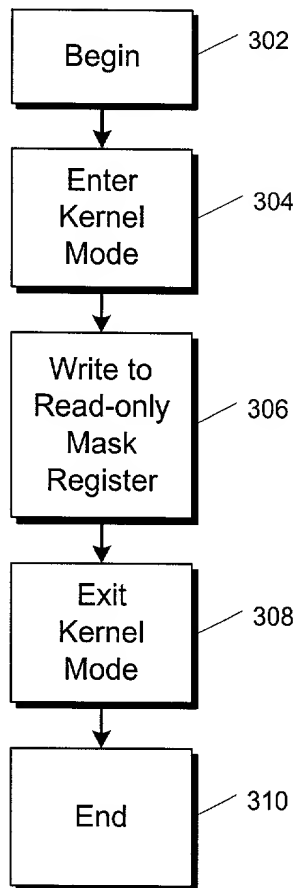 Begin
302
Enter
Kernel
Mode
304
Write to
Read-only
Mask
Register
306
Exit
Kernel
Mode
308
End
310